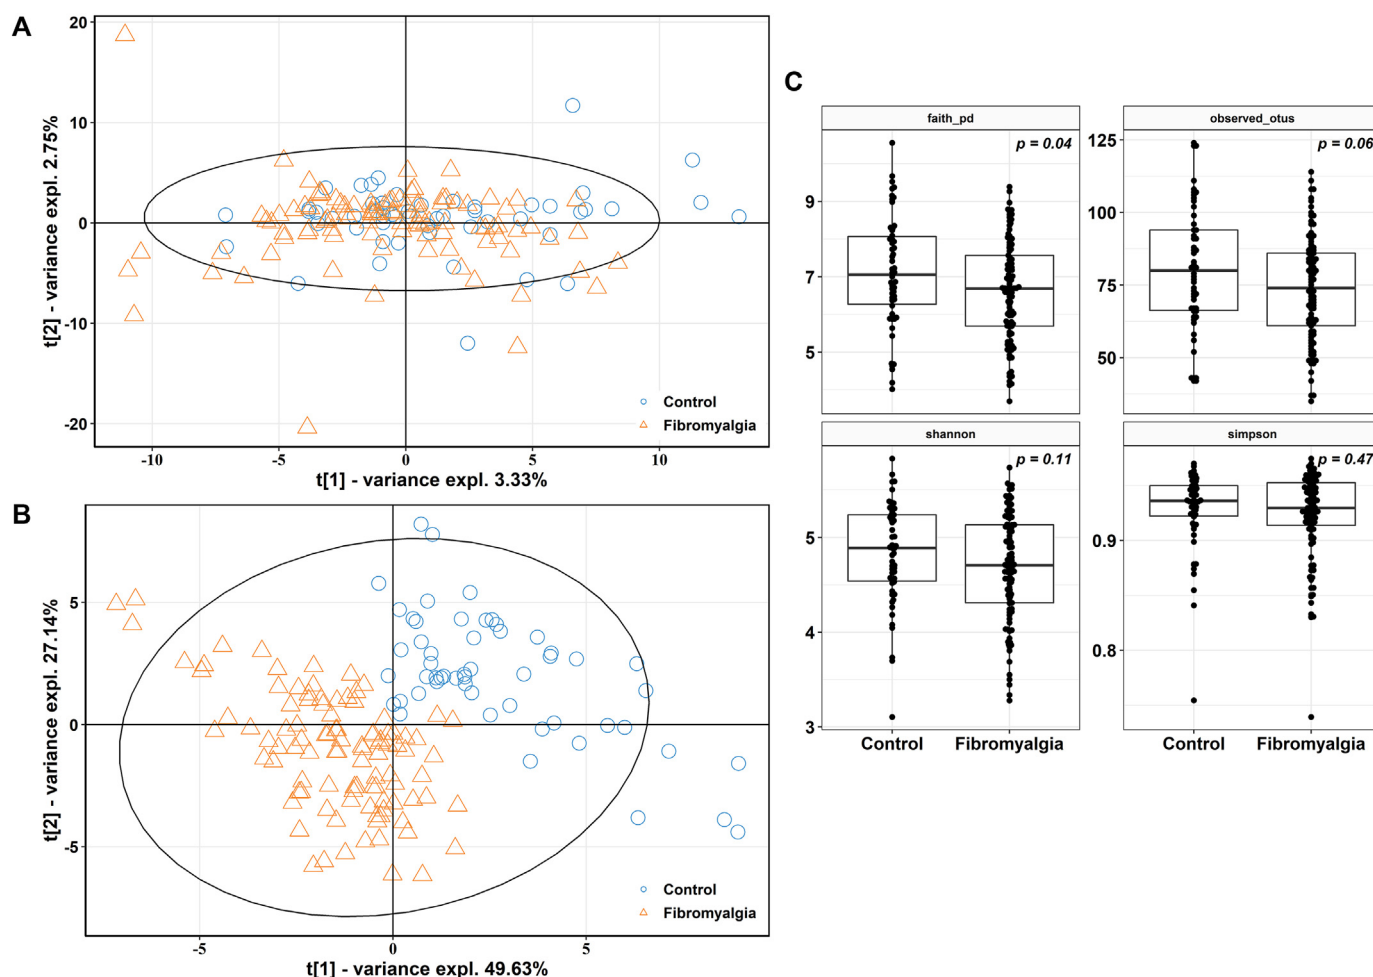 A
t[2] - variance expl. 2.75%
20
10
0
-10
-20
Control
Fibromyalgia
-10 -5 0 5 10
t[1] - variance expl. 3.33%
B
t[2] - variance expl. 27.14%
5
0
-5
Control
Fibromyalgia
-5 0 5
t[1] - variance expl. 49.63%
C
faith_pd
p = 0.04
9
7
5
observed_otus
p = 0.06
125
100
75
50
shannon
p = 0.11
5
4
3
Control Fibromyalgia
simpson
p = 0.47
0.9
0.8
Control Fibromyalgia